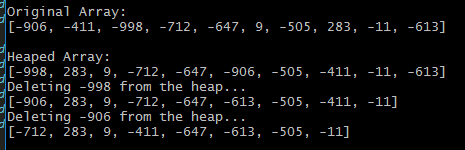 Original Array:
[-906, -411, -998, -712, -647, 9, -505, 283, -11, -613]
Heaped Array:
[-998, 283, 9, -712, -647, -906, -505, -411, -11, -613]
Deleting -998 from the heap...
[-906, 283, 9, -712, -647, -613, -505, -411, -11]
Deleting -906 from the heap...
[-712, 283, 9, -411, -647, -613, -505, -11]